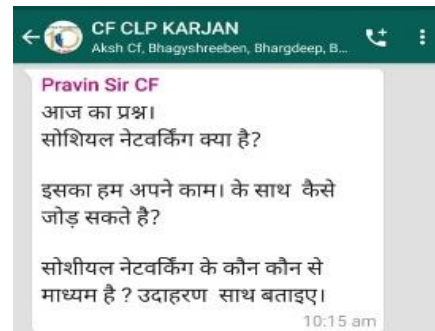 CF CLP KARJAN
Aksh Cf, Bhagyshreeben, Bhargdeep, B...
Pravin Sir CF
आज का प्रश्न।
सोशियल नेटवर्किंग क्या है?
इसका हम अपने काम। के साथ कैसे
जोड़ सकते है?
सोशीयल नेटवर्किंग के कौन कौन से
माध्यम है ? उदाहरण साथ बताइए।
10:15 am